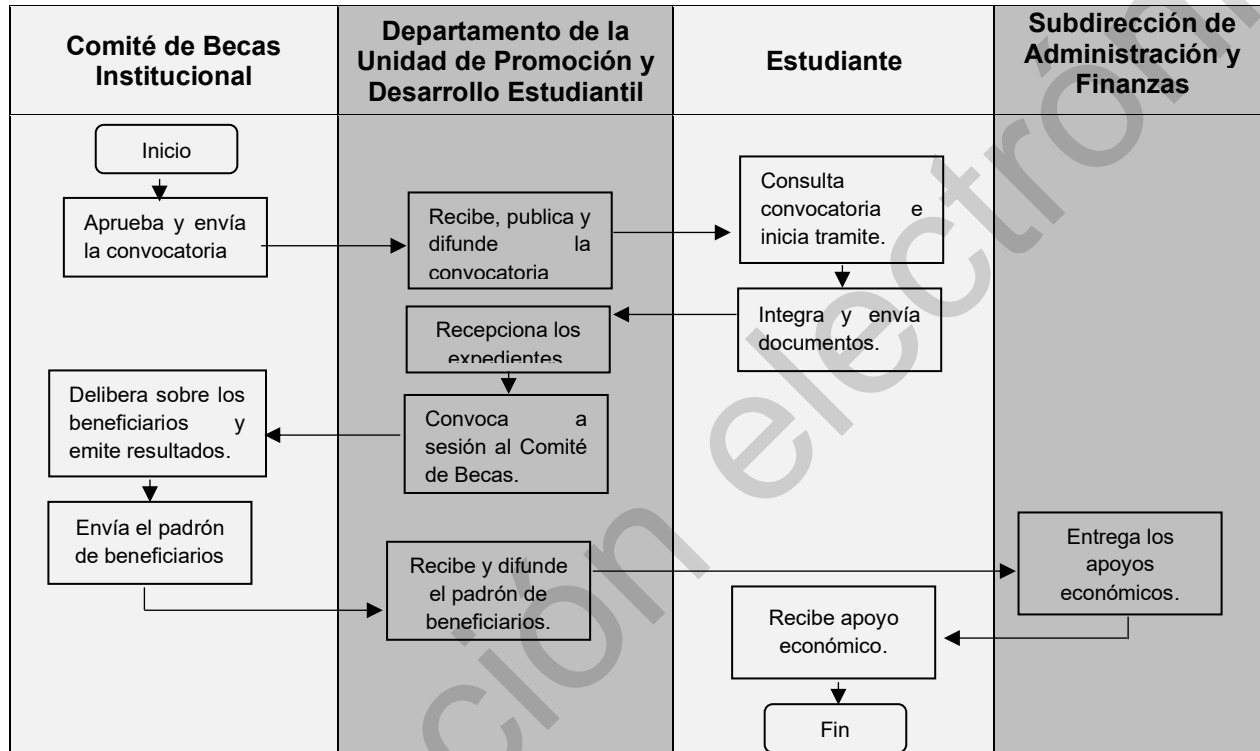 Comité de Becas
Institucional
Departamento de la
Unidad de Promoción y
Desarrollo Estudiantil
Estudiante
Subdirección de
Administración y
Finanzas
Inicio
Aprueba y envía
la convocatoria
Recibe, publica y
difunde la
convocatoria
Consulta
convocatoria e
inicia tramite.
Integra y envía
documentos.
Recepciona los
expedientes
Convoca a
sesión al Comité
de Becas.
Delibera sobre los
beneficiarios y
emite resultados.
Envía el padrón
de beneficiarios
Recibe y difunde
el padrón de
beneficiarios.
Entrega los
apoyos
económicos.
Recibe apoyo
económico.
Fin
ción electrón